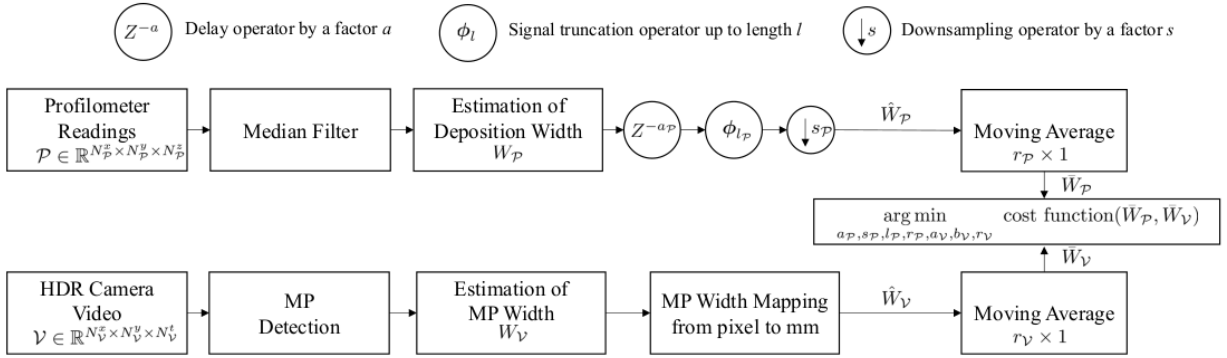 Z^{-a} Delay operator by a factor a
ϕ_l Signal truncation operator up to length l
↓s Downsampling operator by a factor s
Profilometer
Readings
𝒫 ∈ ℝ^{N_𝒫^x × N_𝒫^y × N_𝒫^z}
Median Filter
Estimation of
Deposition Width
W_𝒫
Z^{-a_𝒫}
ϕ_{l_𝒫}
↓s_𝒫
Ŵ_𝒫
Moving Average
r_𝒫 × 1
W̄_𝒫
arg min cost function(W̄_𝒫, W̄_𝒱)
a_𝒫,s_𝒫,l_𝒫,r_𝒫,a_𝒱,b_𝒱,r_𝒱
W̄_𝒱
HDR Camera
Video
𝒱 ∈ ℝ^{N_𝒱^x × N_𝒱^y × N_𝒱^t}
MP
Detection
Estimation of
MP Width
W_𝒱
MP Width Mapping
from pixel to mm
Ŵ_𝒱
Moving Average
r_𝒱 × 1